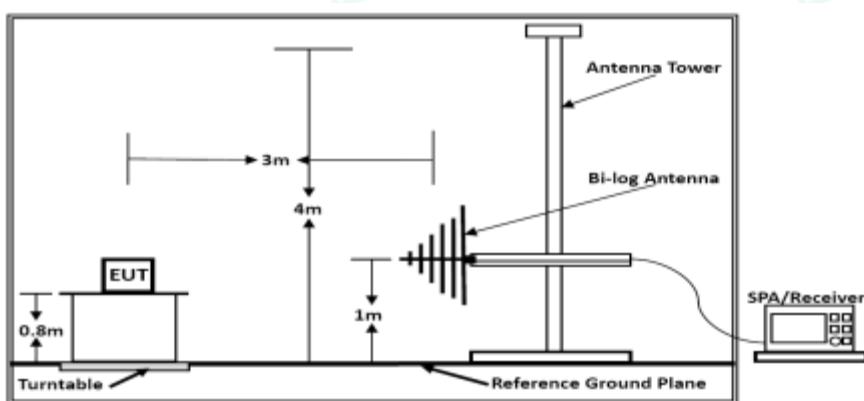 Antenna Tower
3m
Bi-log Antenna
4m
EUT
SPA/Receiver
0.8m
1m
Turntable
Reference Ground Plane